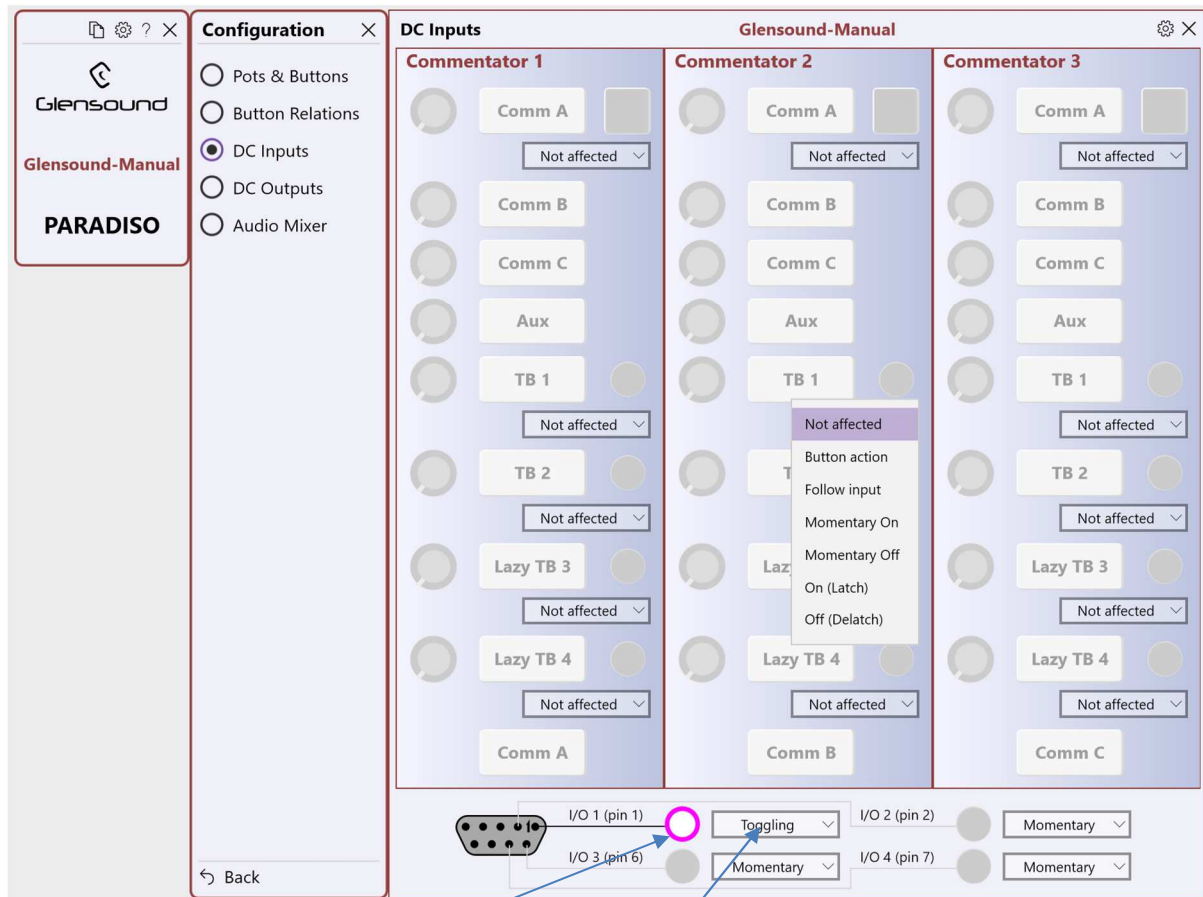 ?
Glensound
Glensound-Manual
PARADISO
Configuration
Pots & Buttons
Button Relations
DC Inputs
DC Outputs
Audio Mixer
Back
DC Inputs
Glensound-Manual
Commentator 1
Comm A
Not affected
Comm B
Comm C
Aux
TB 1
Not affected
TB 2
Not affected
Lazy TB 3
Not affected
Lazy TB 4
Not affected
Comm A
Commentator 2
Comm A
Not affected
Comm B
Comm C
Aux
TB 1
Not affected
Button action
Follow input
Momentary On
Momentary Off
On (Latch)
Off (Delatch)
Lazy TB 4
Not affected
Comm B
Commentator 3
Comm A
Not affected
Comm B
Comm C
Aux
TB 1
Not affected
TB 2
Not affected
Lazy TB 3
Not affected
Lazy TB 4
Not affected
Comm C
1
I/O 1 (pin 1)
Toggling
I/O 2 (pin 2)
Momentary
I/O 3 (pin 6)
Momentary
I/O 4 (pin 7)
Momentary